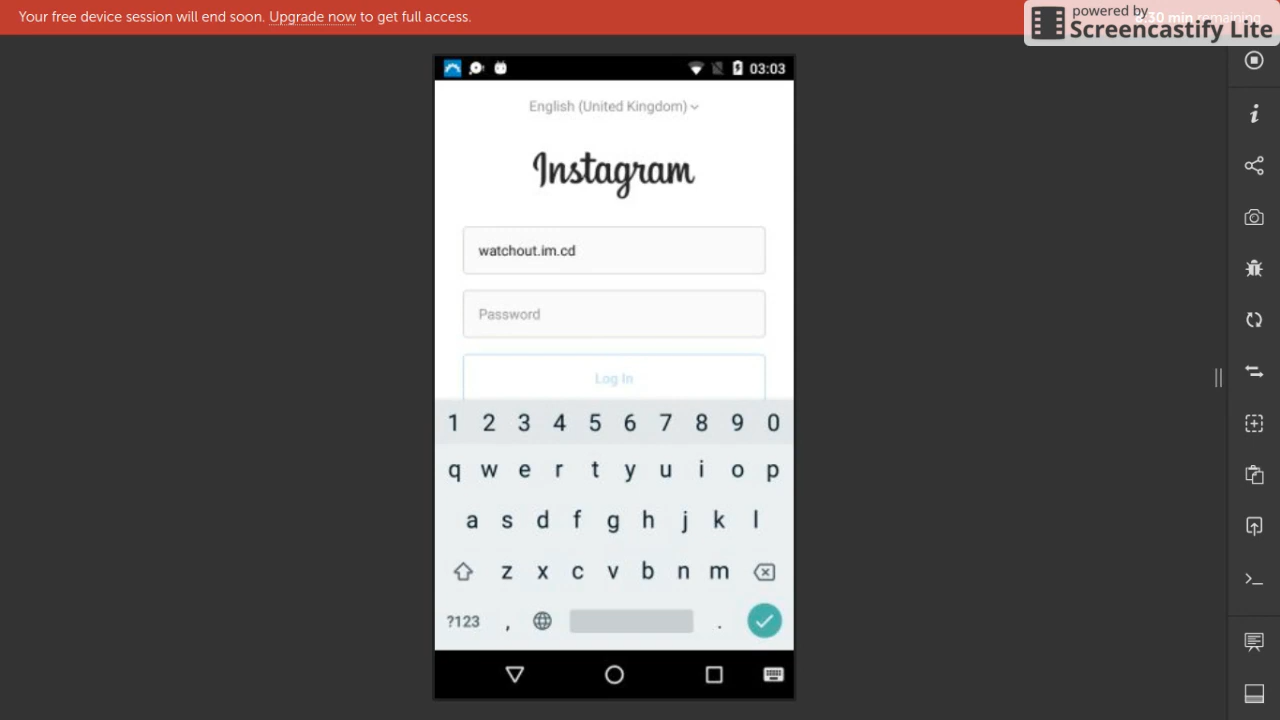 Your free device session will end soon. Upgrade now to get full access.
powered by
Screencastify Lite
03:03
English (United Kingdom)
Instagram
watchout.im.cd
Password
Log In
1 2 3 4 5 6 7 8 9 0
q w e r t y u i o p
a s d f g h j k l
z x c v b n m
?123 , .